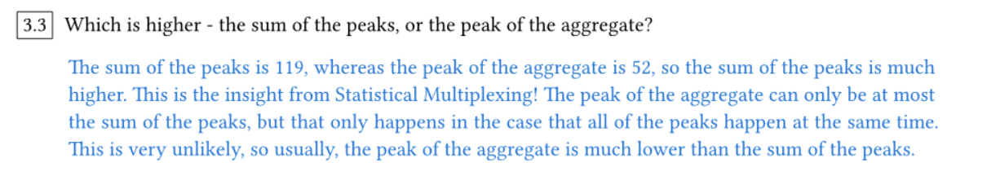 3.3 Which is higher - the sum of the peaks, or the peak of the aggregate?
The sum of the peaks is 119, whereas the peak of the aggregate is 52, so the sum of the peaks is much
higher. This is the insight from Statistical Multiplexing! The peak of the aggregate can only be at most
the sum of the peaks, but that only happens in the case that all of the peaks happen at the same time.
This is very unlikely, so usually, the peak of the aggregate is much lower than the sum of the peaks.